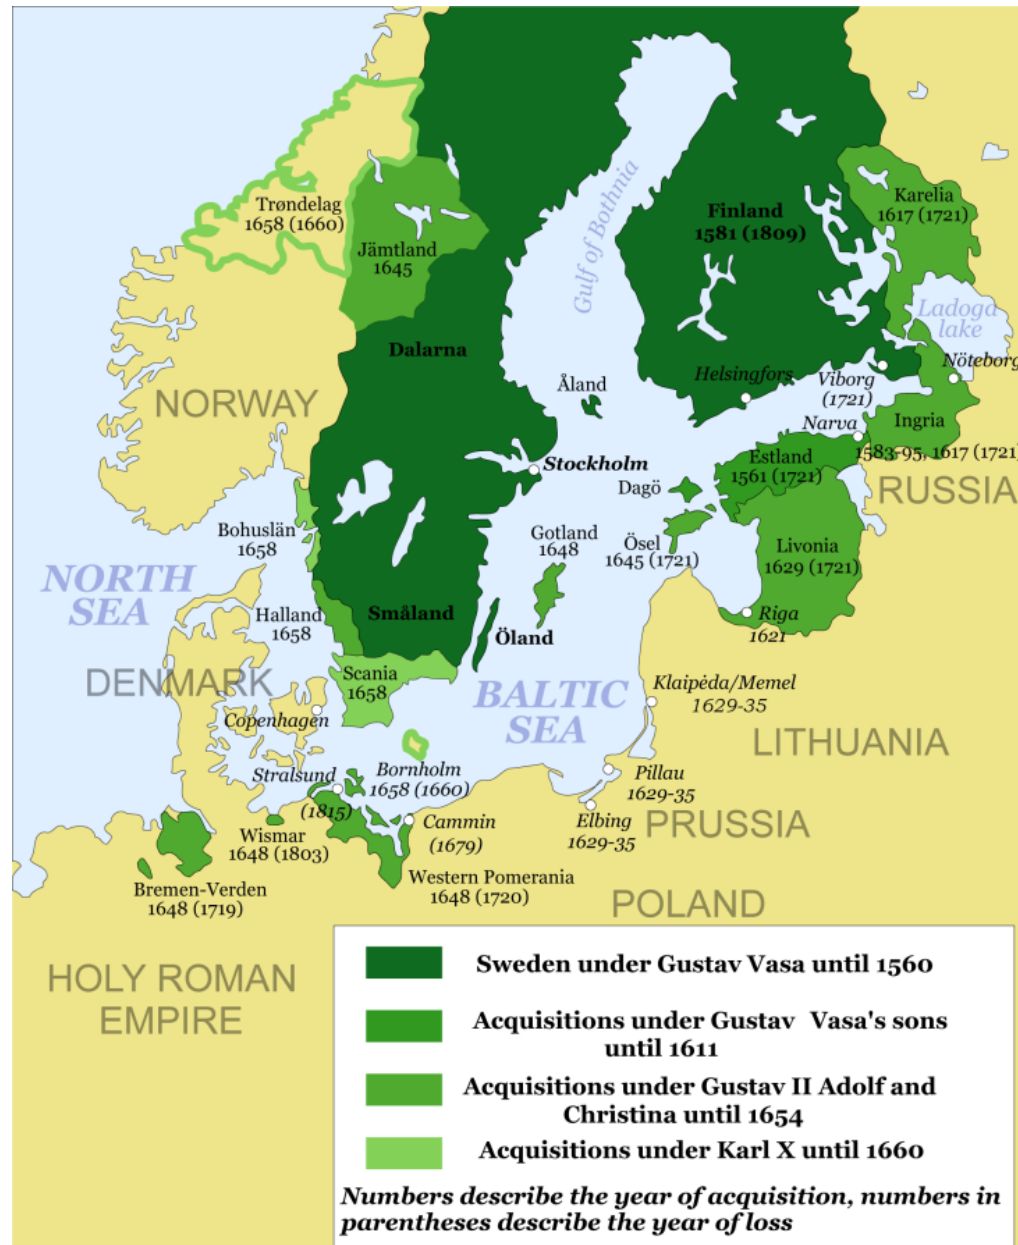 Trøndelag
1658 (1660)
Jämtland
1645
Gulf of Bothnia
Finland
1581 (1809)
Karelia
1617 (1721)
Ladoga
lake
Dalarna
Åland
Helsingfors
Viborg
(1721)
Nöteborg
NORWAY
Narva
Ingria
1583-95, 1617 (1721)
Stockholm
Estland
1561 (1721)
Dagö
RUSSIA
Bohuslän
1658
Gotland
1648
Ösel
1645 (1721)
Livonia
1629 (1721)
NORTH
SEA
Halland
1658
Småland
Öland
Riga
1621
DENMARK
Scania
1658
Copenhagen
BALTIC
SEA
Klaipėda/Memel
1629-35
LITHUANIA
Stralsund
(1815)
Bornholm
1658 (1660)
Pillau
1629-35
Wismar
1648 (1803)
Cammin
(1679)
Elbing
1629-35
PRUSSIA
Bremen-Verden
1648 (1719)
Western Pomerania
1648 (1720)
POLAND
HOLY ROMAN
EMPIRE
Sweden under Gustav Vasa until 1560
Acquisitions under Gustav Vasa's sons
until 1611
Acquisitions under Gustav II Adolf and
Christina until 1654
Acquisitions under Karl X until 1660
Numbers describe the year of acquisition, numbers in
parentheses describe the year of loss